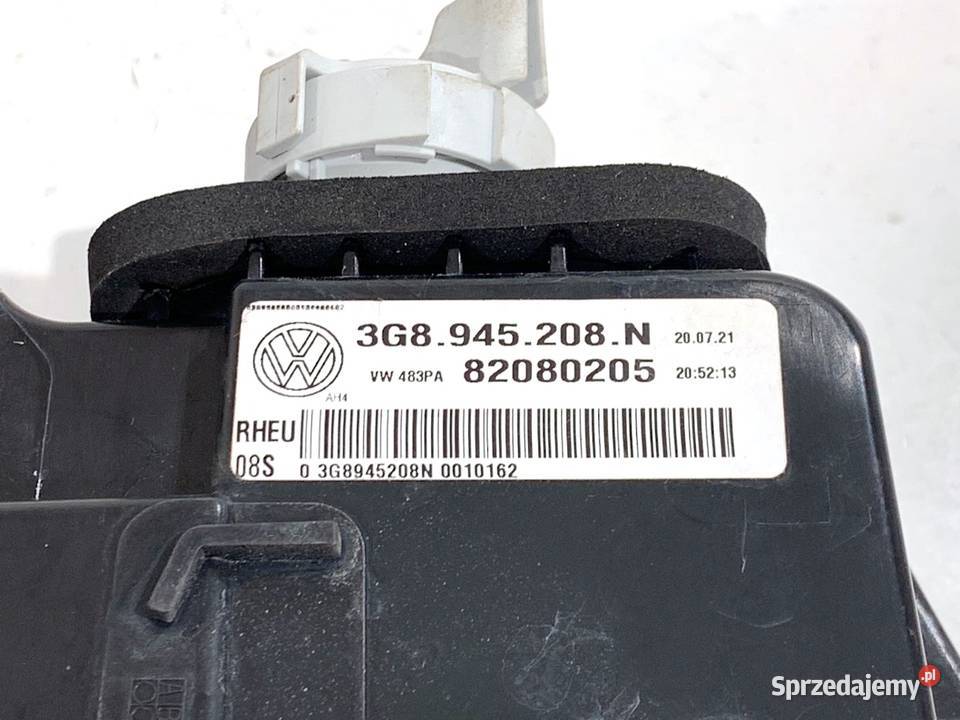 3G8.945.208.N 20.07.21
VW 483PA 82080205 20:52:13
AH4
RHEU
08S 0 3G8945208N 0010162
Sprzedajemy.pl